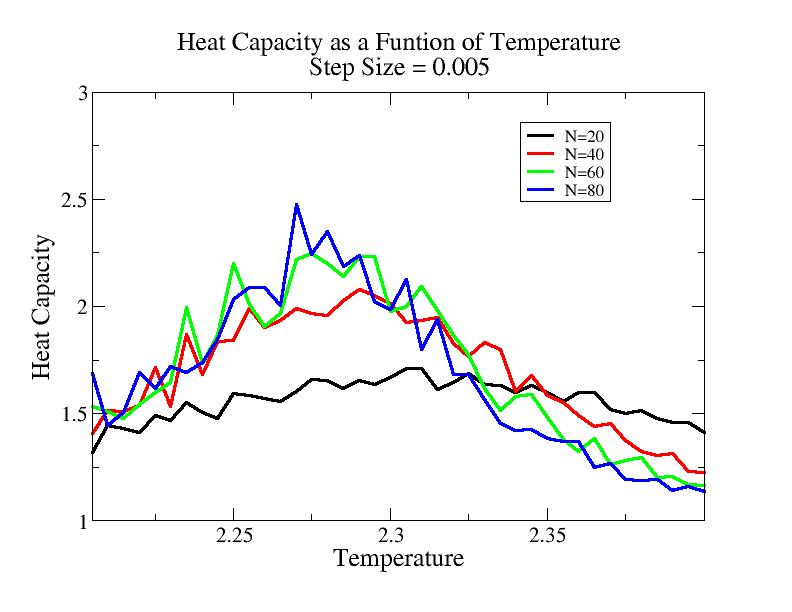 Heat Capacity as a Funtion of Temperature
Step Size = 0.005
3
2.5
2
1.5
1
Heat Capacity
N=20
N=40
N=60
N=80
2.25
2.3
2.35
Temperature